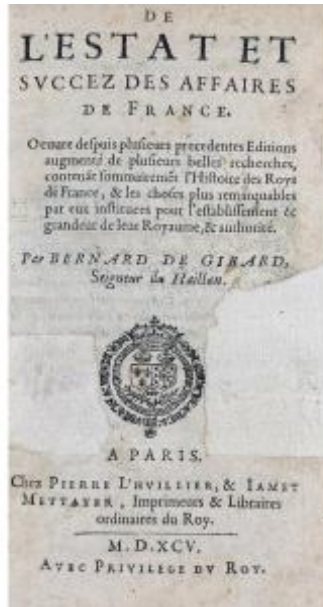 DE
L'ESTAT ET
SVCCEZ DES AFFAIRES
DE FRANCE.
Oeuure despuis plusieurs precedentes Editions
augmenté de plusieurs belles recherches,
contenāt sommairemēt l'Histoire des Roys
de France, & les choses plus remarquables
par eux instituees pour l'establissement &
grandeur de leur Royaume, & authorité.
Par BERNARD DE GIRARD,
Seigneur du Haillan.
A PARIS,
Chez PIERRE L'HVILLIER, & IAMET
METTAYER, Imprimeurs & Libraires
ordinaires du Roy.
M. D. XCV.
AVEC PRIVILEGE DV ROY.